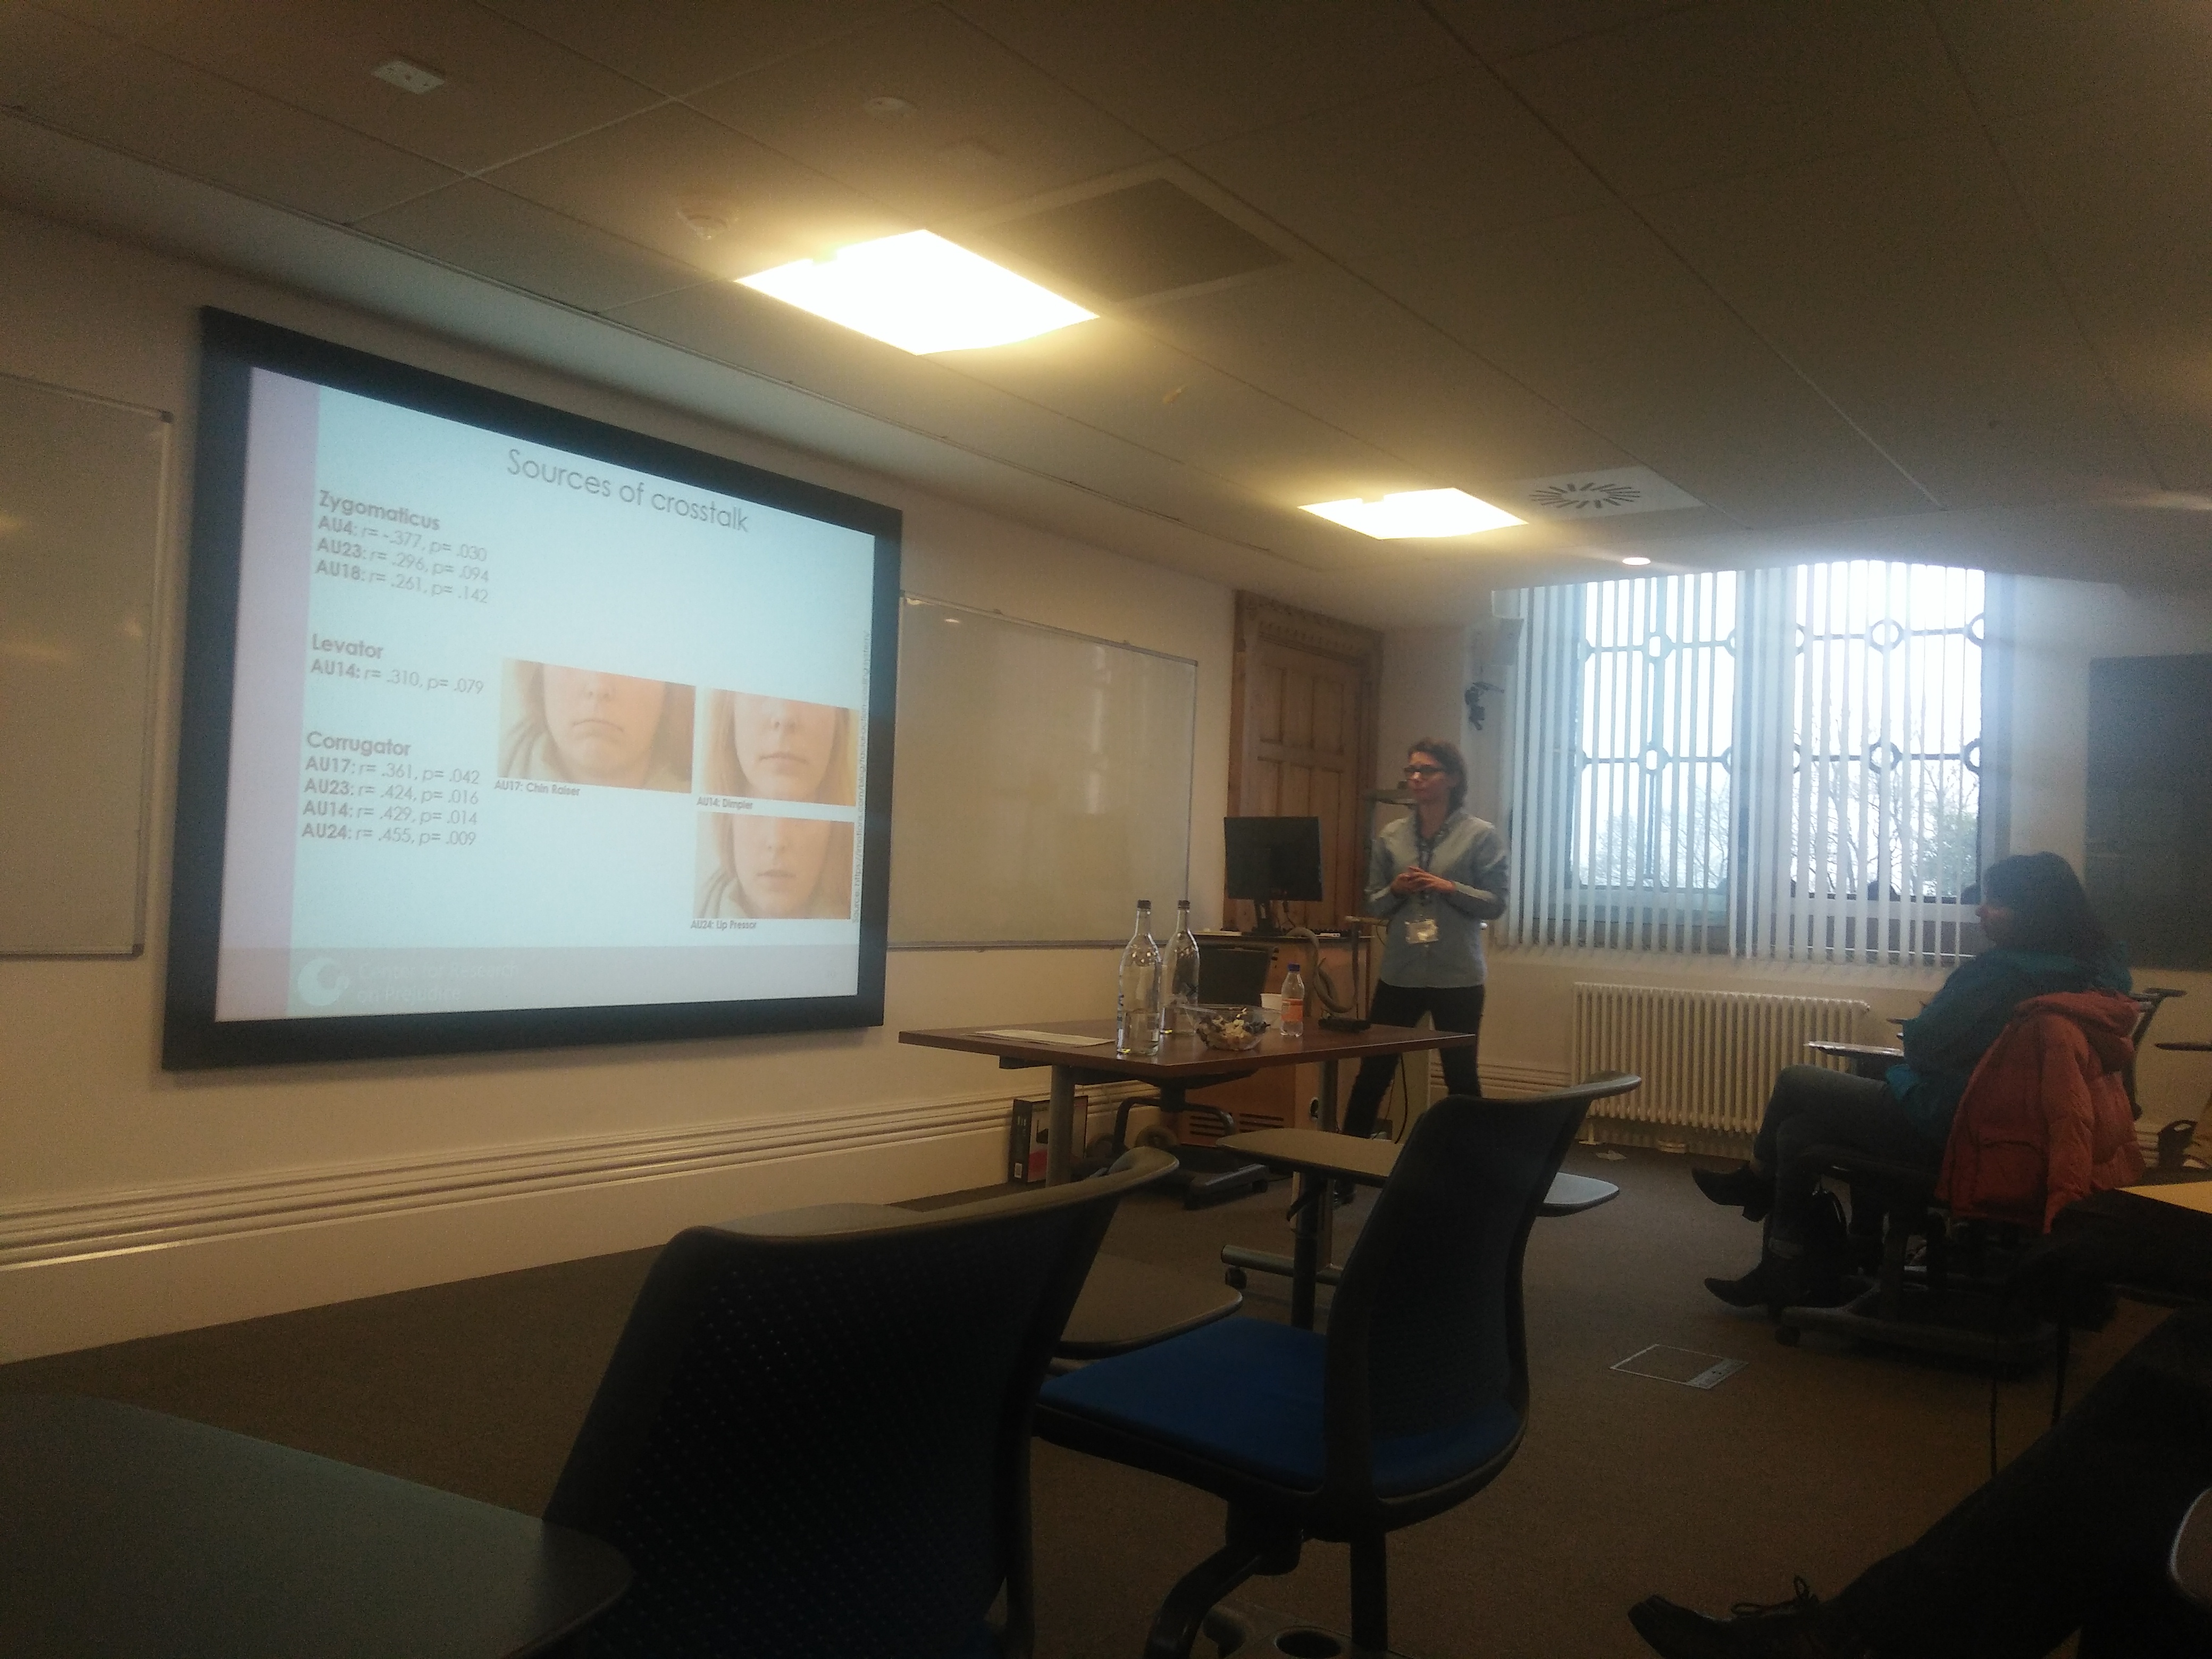 Sources of crosstalk
Zygomaticus
AU4: r= -.377, p= .030
AU23: r= .296, p= .094
AU18: r= .261, p= .142
Levator
AU14: r= .310, p= .079
Corrugator
AU17: r= .361, p= .042
AU23: r= .424, p= .016
AU14: r= .429, p= .014
AU24: r= .455, p= .009
AU17: Chin Raiser
AU14: Dimpler
AU24: Lip Pressor
on Prejudice